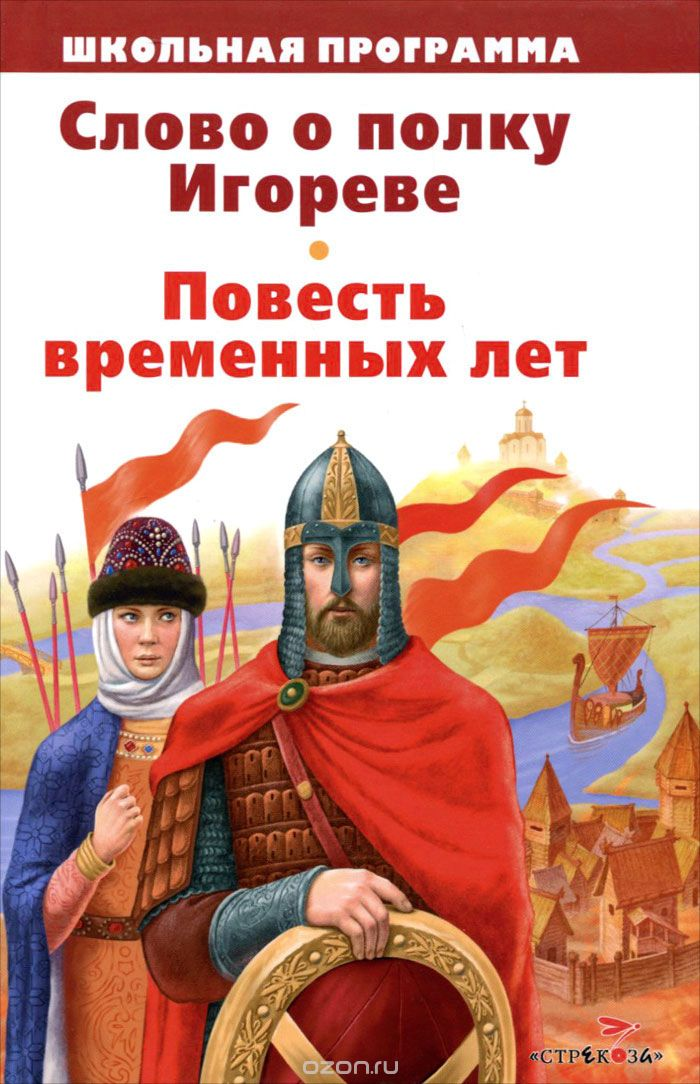 ШКОЛЬНАЯ ПРОГРАММА
Слово о полку
Игореве
Повесть
временных лет
«СТРЕКОЗА»
ozon.ru